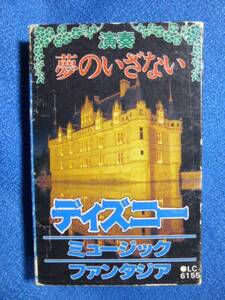 演奏
夢のいざない
ディズニー
ミュージック
ファンタジア
●LC-
6155